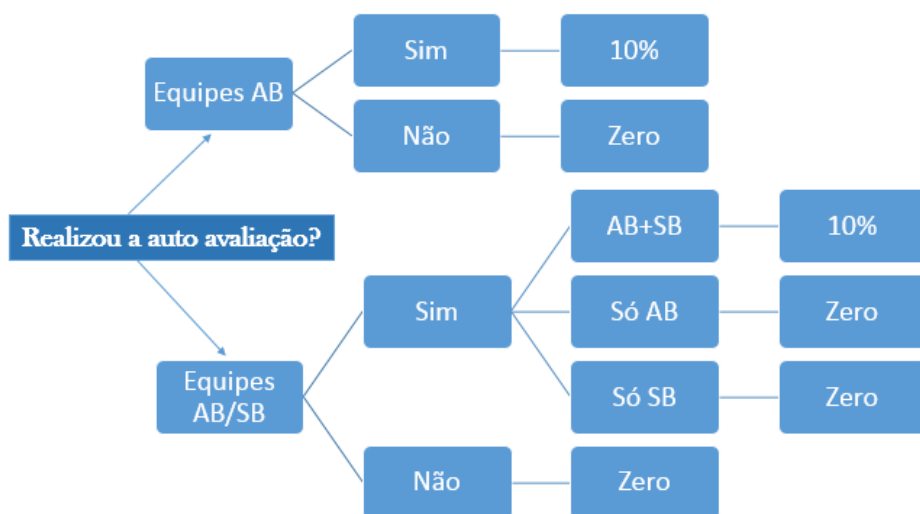 Sim
10%
Equipes AB
Não
Zero
Realizou a auto avaliação?
AB+SB
10%
Sim
Só AB
Zero
Equipes
AB/SB
Só SB
Zero
Não
Zero